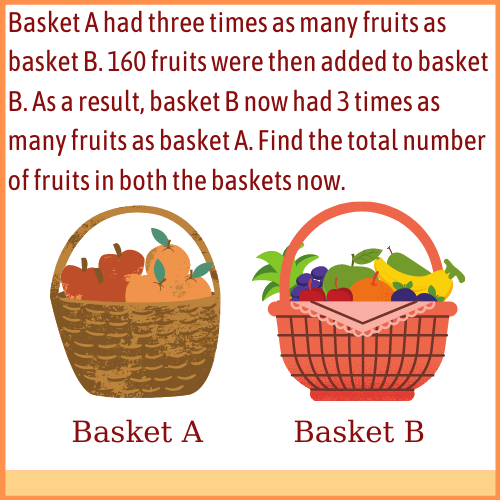 Basket A had three times as many fruits as
basket B. 160 fruits were then added to basket
B. As a result, basket B now had 3 times as
many fruits as basket A. Find the total number
of fruits in both the baskets now.
Basket A
Basket B